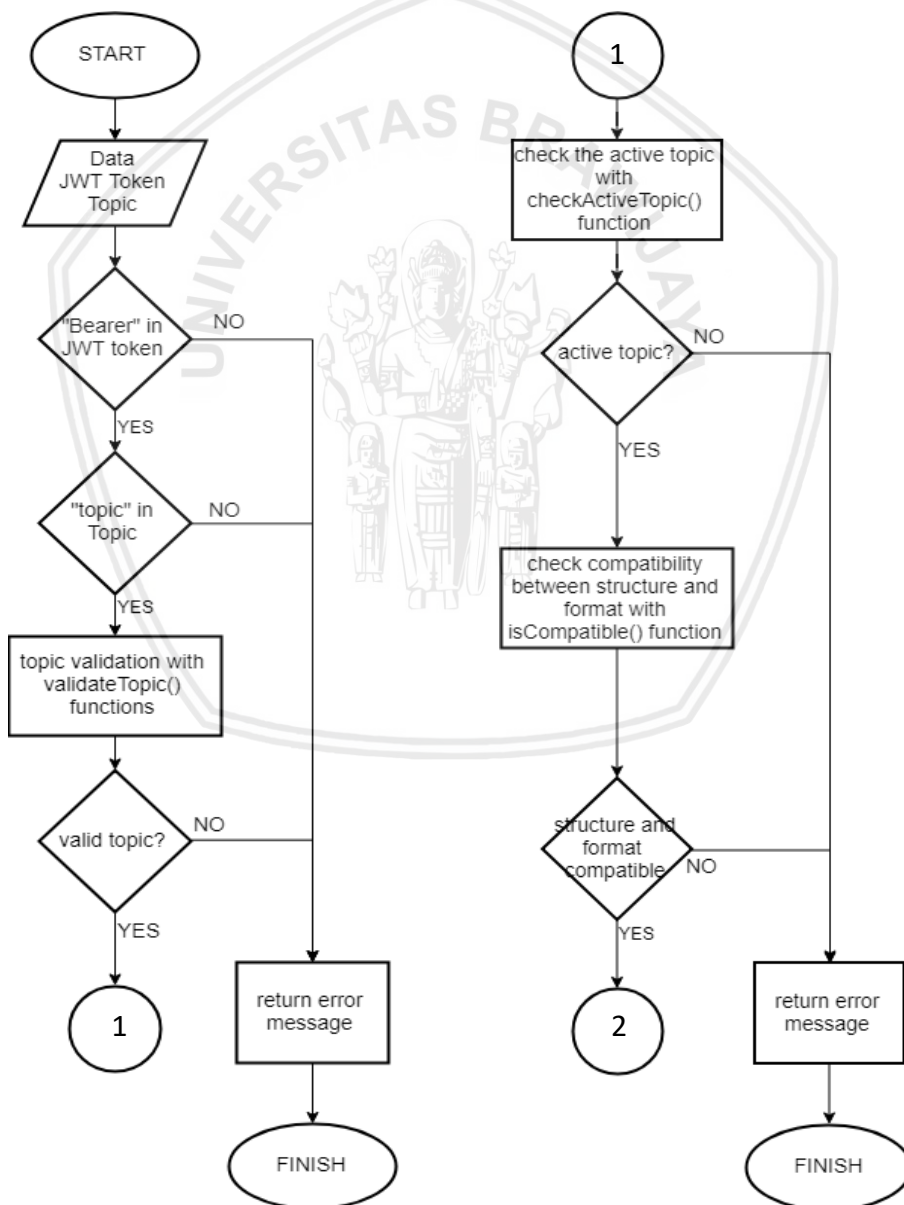 START
Data
JWT Token
Topic
"Bearer" in
JWT token
NO
YES
"topic" in
Topic
NO
YES
topic validation with
validateTopic()
functions
valid topic?
NO
YES
1
return error
message
FINISH
1
check the active topic
with
checkActiveTopic()
function
active topic?
NO
YES
check compatibility
between structure and
format with
isCompatible() function
structure and
format
compatible
NO
YES
2
return error
message
FINISH
UNIVERSITAS BRAWIJAYA